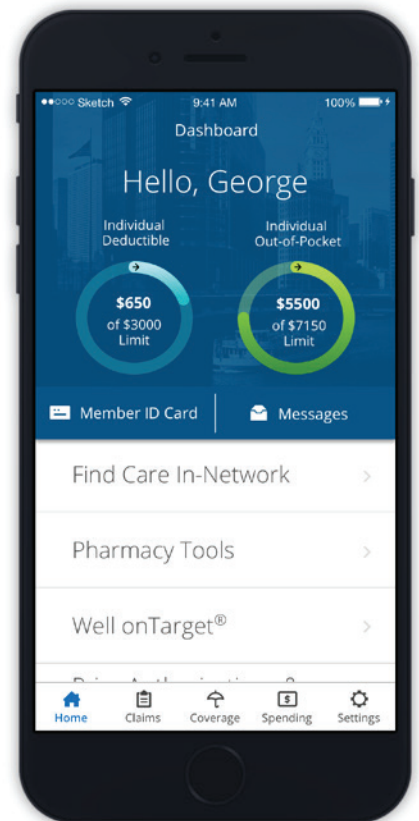 Sketch 9:41 AM 100%
Dashboard
Hello, George
Individual
Deductible
$650
of $3000
Limit
Individual
Out-of-Pocket
$5500
of $7150
Limit
Member ID Card
Messages
Find Care In-Network
Pharmacy Tools
Well onTarget®
Home Claims Coverage Spending Settings